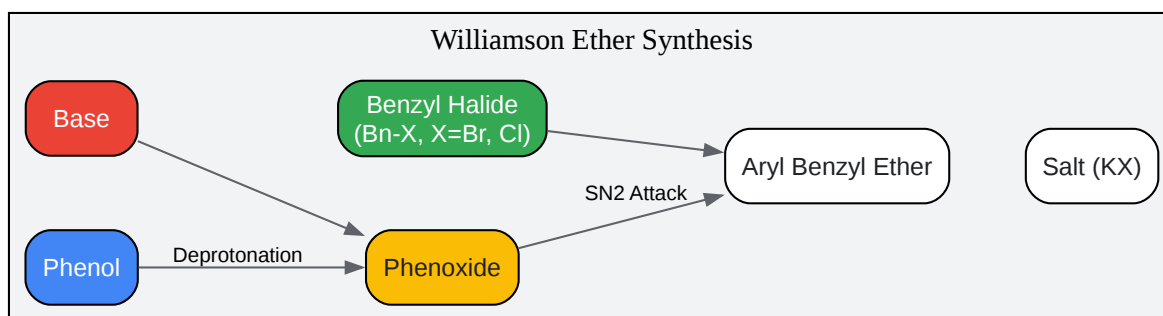 Williamson Ether Synthesis
Base
Benzyl Halide
(Bn-X, X=Br, Cl)
Aryl Benzyl Ether
Salt (KX)
SN2 Attack
Phenol
Deprotonation
Phenoxide